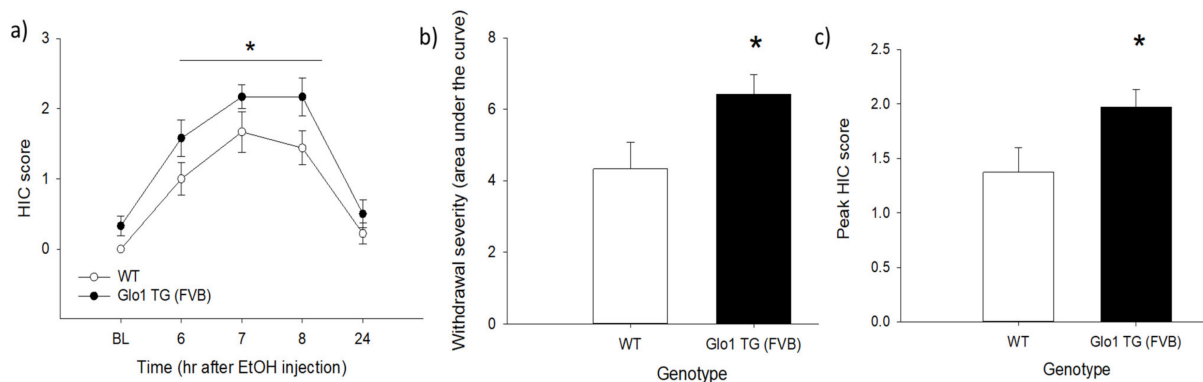 a)
*
3
2
1
0
HIC score
WT
Glo1 TG (FVB)
BL 6 7 8 24
Time (hr after EtOH injection)
b)
*
8
6
4
2
0
Withdrawal severity (area under the curve)
WT Glo1 TG (FVB)
Genotype
c)
*
2.5
2.0
1.5
1.0
0.5
0.0
Peak HIC score
WT Glo1 TG (FVB)
Genotype